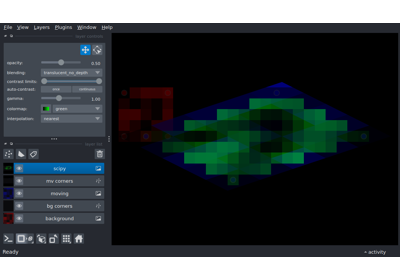 File View Layers Plugins Window Help
opacity: 0.50
blending: translucent_no_depth
contrast limits:
auto-contrast: once continuous
gamma: 1.00
colormap: green
interpolation: nearest
scipy
mv corners
moving
bg corners
background
Ready
activity